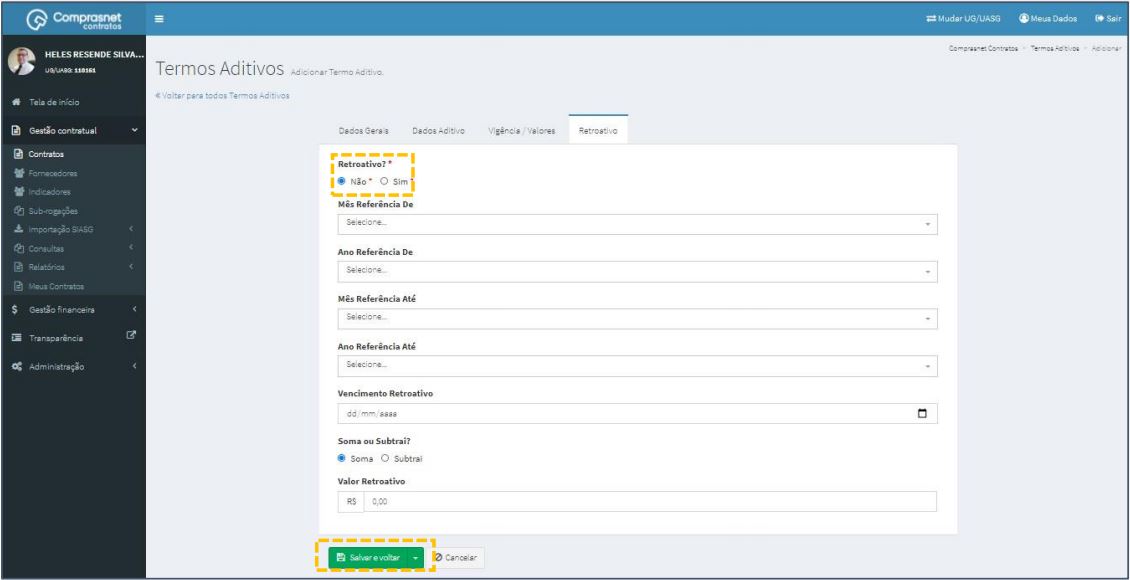 Comprasnet
contratos
Mudar UG/UASG
Meus Dados
Sair
HELES RESENDE SILVA...
UG/UASG: 110161
Comprasnet Contratos > Termos Aditivos > Adicionar
Termos Aditivos Adicionar Termo Aditivo.
« Voltar para todos Termos Aditivos
Tela de início
Gestão contratual
Contratos
Fornecedores
Indicadores
Sub-rogações
Importação SIASG
Consultas
Relatórios
Meus Contratos
Gestão financeira
Transparência
Administração
Dados Gerais
Dados Aditivo
Vigência / Valores
Retroativo
Retroativo? *
Não * Sim *
Mês Referência De
Selecione...
Ano Referência De
Selecione...
Mês Referência Até
Selecione...
Ano Referência Até
Selecione...
Vencimento Retroativo
dd/mm/aaaa
Soma ou Subtrai?
Soma Subtrai
Valor Retroativo
R$ 0,00
Salvar e voltar
Cancelar